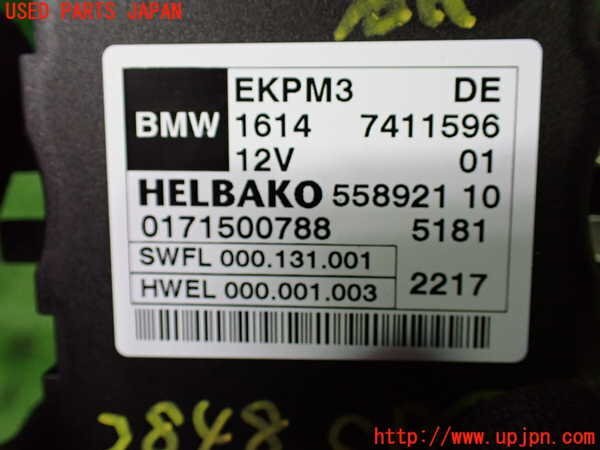 USED PARTS JAPAN
BMW
EKPM3 DE
1614 7411596
12V 01
HELBAKO 558921 10
0171500788 5181
SWFL 000.131.001
HWEL 000.001.003
2217
2848
http://www.upjpn.com/